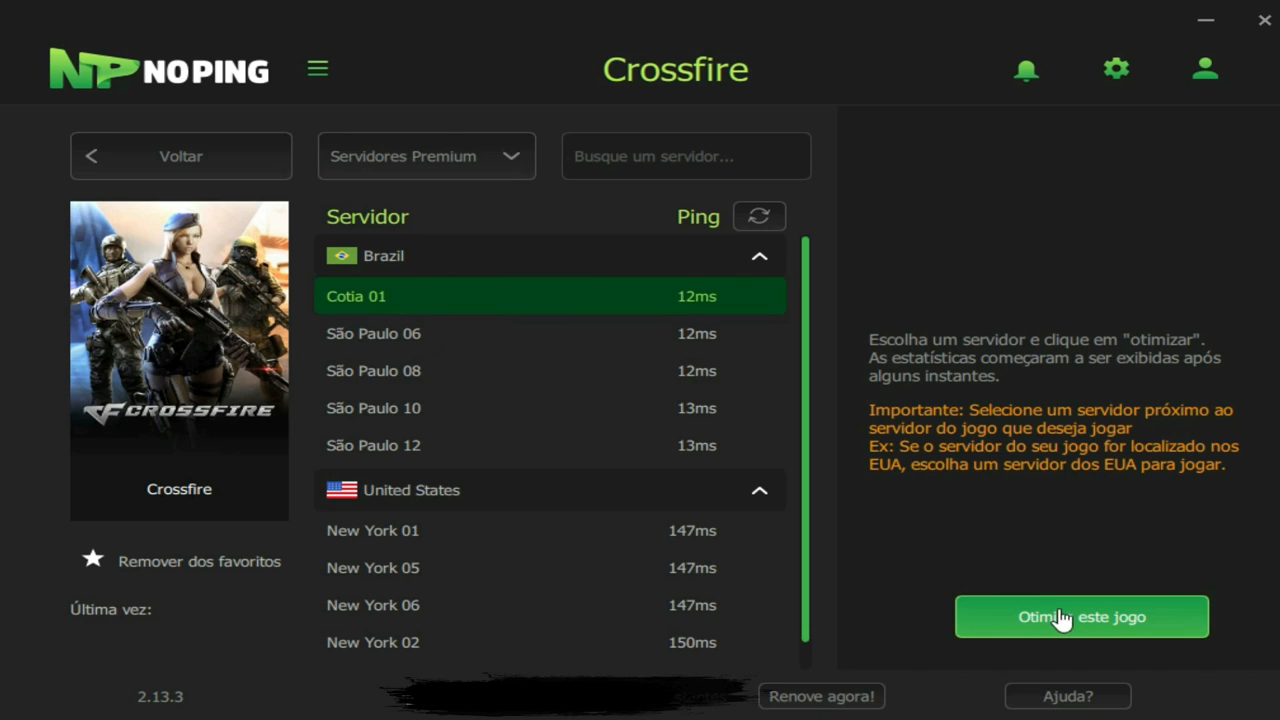 NP NOPING
Crossfire
Voltar
Servidores Premium
Busque um servidor...
Servidor Ping
Brazil
Cotia 01 12ms
São Paulo 06 12ms
São Paulo 08 12ms
São Paulo 10 13ms
São Paulo 12 13ms
United States
New York 01 147ms
New York 05 147ms
New York 06 147ms
New York 02 150ms
CF CROSSFIRE
Crossfire
Remover dos favoritos
Última vez:
Escolha um servidor e clique em "otimizar".
As estatísticas começaram a ser exibidas após
alguns instantes.
Importante: Selecione um servidor próximo ao
servidor do jogo que deseja jogar
Ex: Se o servidor do seu jogo for localizado nos
EUA, escolha um servidor dos EUA para jogar.
este jogo
2.13.3
Renove agora!
Ajuda?